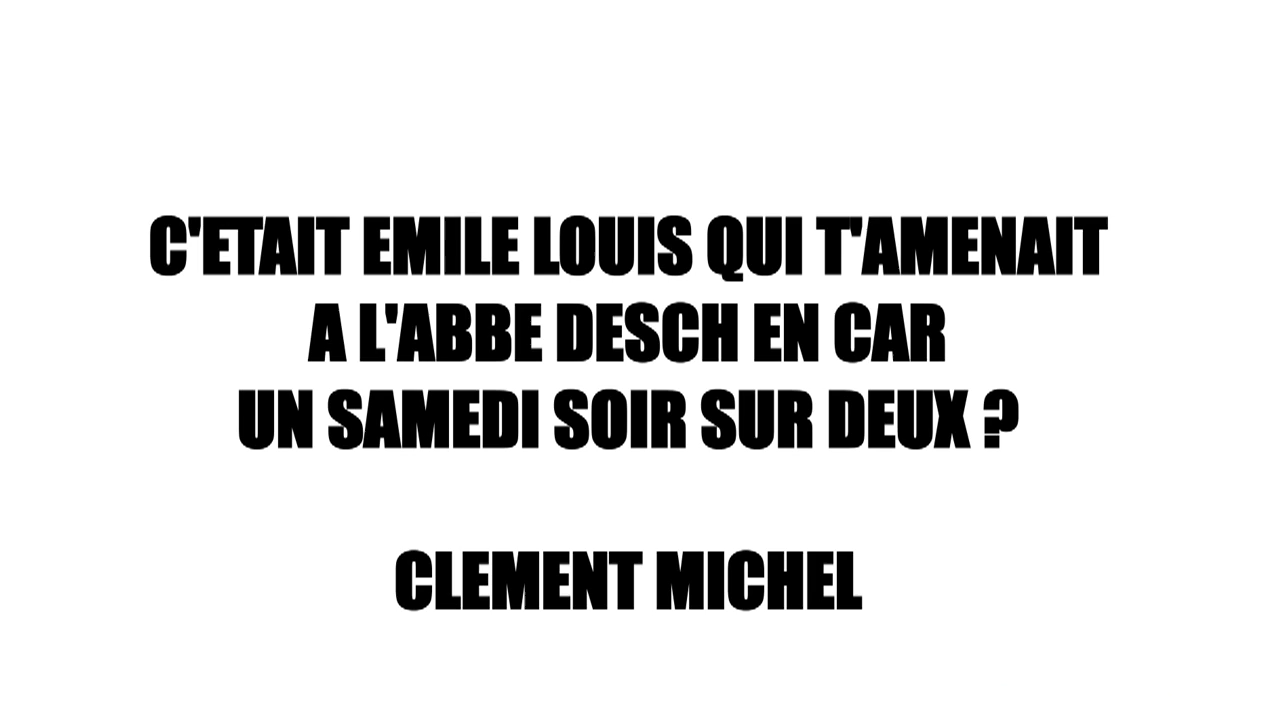 C'ETAIT EMILE LOUIS QUI T'AMENAIT
A L'ABBE DESCH EN CAR
UN SAMEDI SOIR SUR DEUX ?
CLEMENT MICHEL